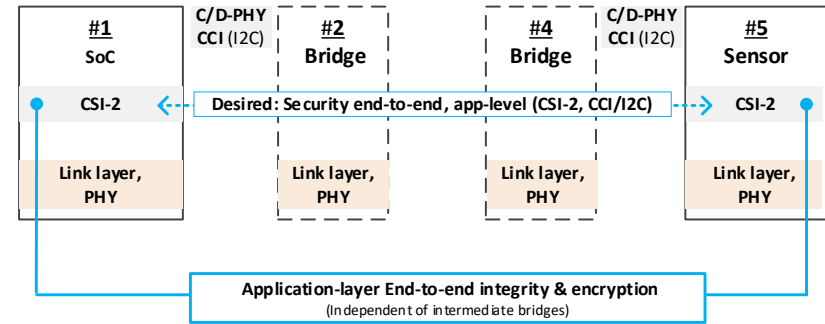 #1
SoC
C/D-PHY
CCI (I2C)
#2
Bridge
#4
Bridge
C/D-PHY
CCI (I2C)
#5
Sensor
CSI-2
Desired: Security end-to-end, app-level (CSI-2, CCI/I2C)
CSI-2
Link layer,
PHY
Link layer,
PHY
Link layer,
PHY
Link layer,
PHY
Application-layer End-to-end integrity & encryption
(Independent of intermediate bridges)